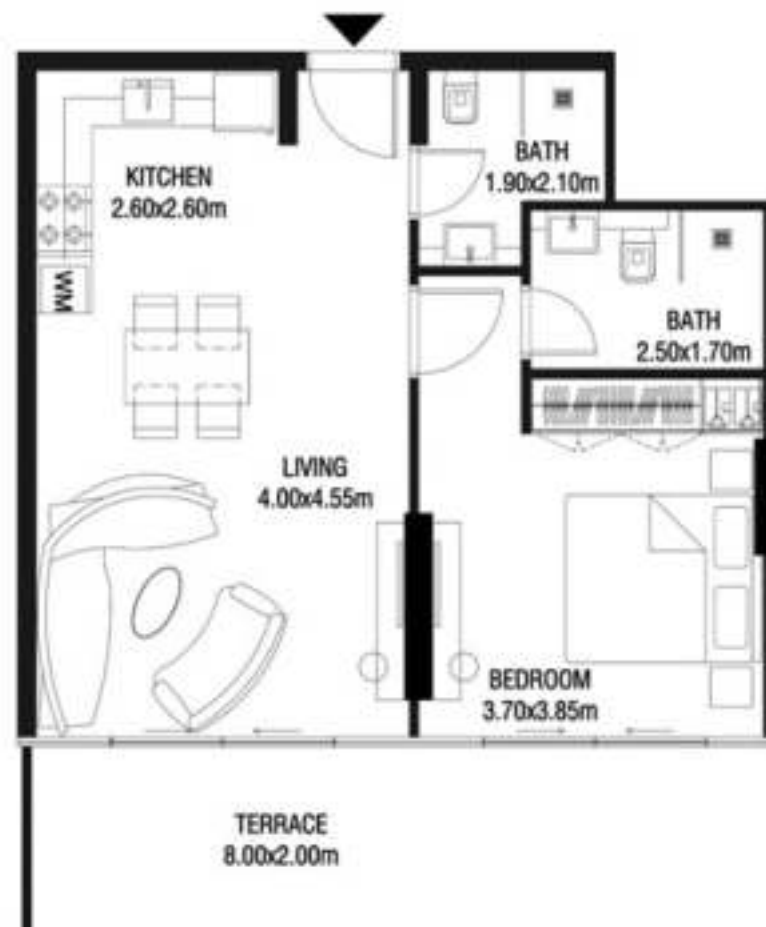 BATH
1.90x2.10m
KITCHEN
2.60x2.60m
WM
BATH
2.50x1.70m
LIVING
4.00x4.55m
BEDROOM
3.70x3.85m
TERRACE
8.00x2.00m